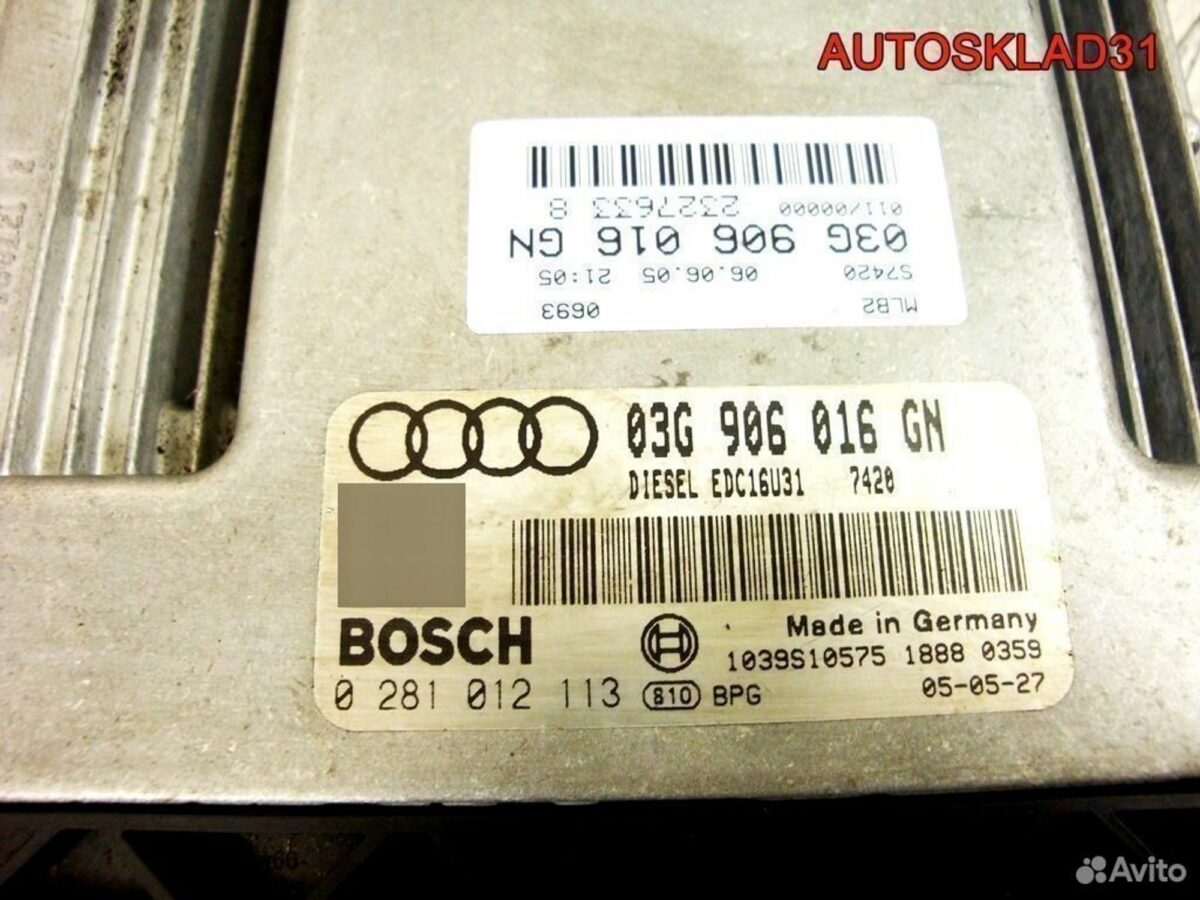 AUTOSKLAD31
2327633 8
011/000000
03G 906 016 GN
S7420 06.06.05 21:05
MLB2 0693
03G 906 016 GN
DIESEL EDC16U31 7420
BOSCH
Made in Germany
1039S10575 1888 0359
0 281 012 113 810 BPG 05-05-27
Avito